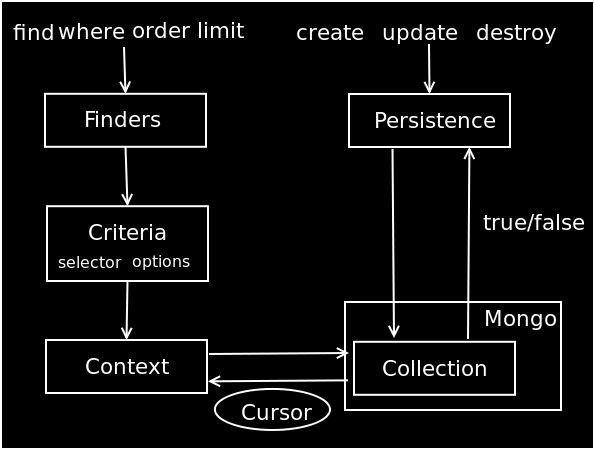 find where order limit
create update destroy
Finders
Persistence
Criteria
selector options
true/false
Mongo
Context
Collection
Cursor